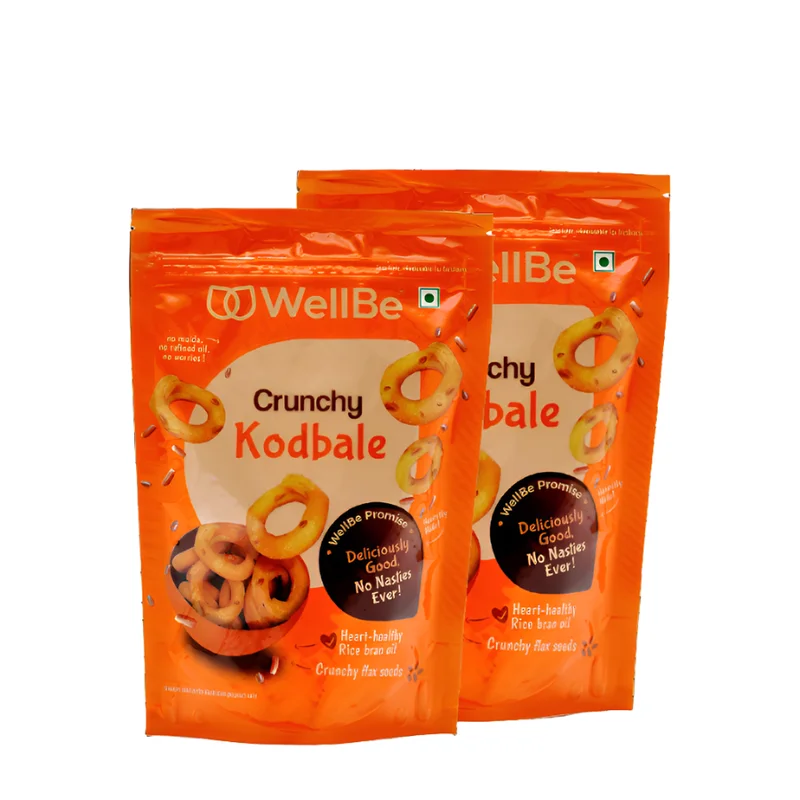 WellBe
no maida,
no refined oil,
no worries!
Crunchy
Kodbale
WellBe Promise
Deliciously
Good,
No Nasties
Ever!
Heart-healthy
Rice bran oil
Crunchy flax seeds
ellBe
chy
bale
WellBe Promise
Deliciously
Good,
No Nasties
Ever!
Heart-healthy
Rice bran oil
Crunchy flax seeds